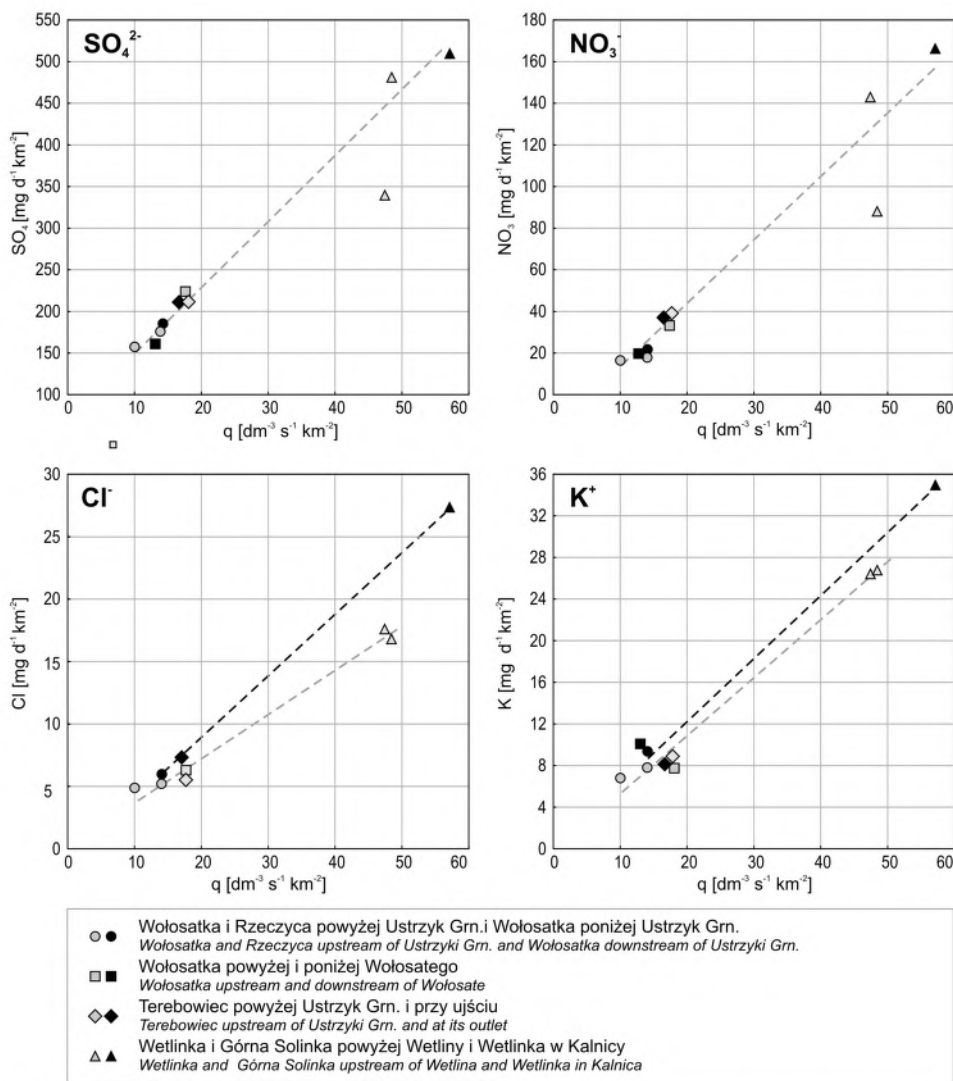 SO₄²⁻
550
500
450
400
350
300
250
200
150
100
SO₄ [mg d⁻¹ km⁻²]
0 10 20 30 40 50 60
q [dm⁻³ s⁻¹ km⁻²]
NO₃⁻
180
160
140
120
100
80
60
40
20
0
NO₃ [mg d⁻¹ km⁻²]
0 10 20 30 40 50 60
q [dm⁻³ s⁻¹ km⁻²]
Cl⁻
30
25
20
15
10
5
0
Cl [mg d⁻¹ km⁻²]
0 10 20 30 40 50 60
q [dm⁻³ s⁻¹ km⁻²]
K⁺
36
32
28
24
20
16
12
8
4
0
K [mg d⁻¹ km⁻²]
0 10 20 30 40 50 60
q [dm⁻³ s⁻¹ km⁻²]
Wołosatka i Rzeczyca powyżej Ustrzyk Grn.i Wołosatka poniżej Ustrzyk Grn.
Wołosatka and Rzeczyca upstream of Ustrzyki Grn. and Wołosatka downstream of Ustrzyki Grn.
Wołosatka powyżej i poniżej Wołosatego
Wołosatka upstream and downstream of Wołosate
Terebowiec powyżej Ustrzyk Grn. i przy ujściu
Terebowiec upstream of Ustrzyki Grn. and at its outlet
Wetlinka i Górna Solinka powyżej Wetliny i Wetlinka w Kalnicy
Wetlinka and Górna Solinka upstream of Wetlina and Wetlinka in Kalnica